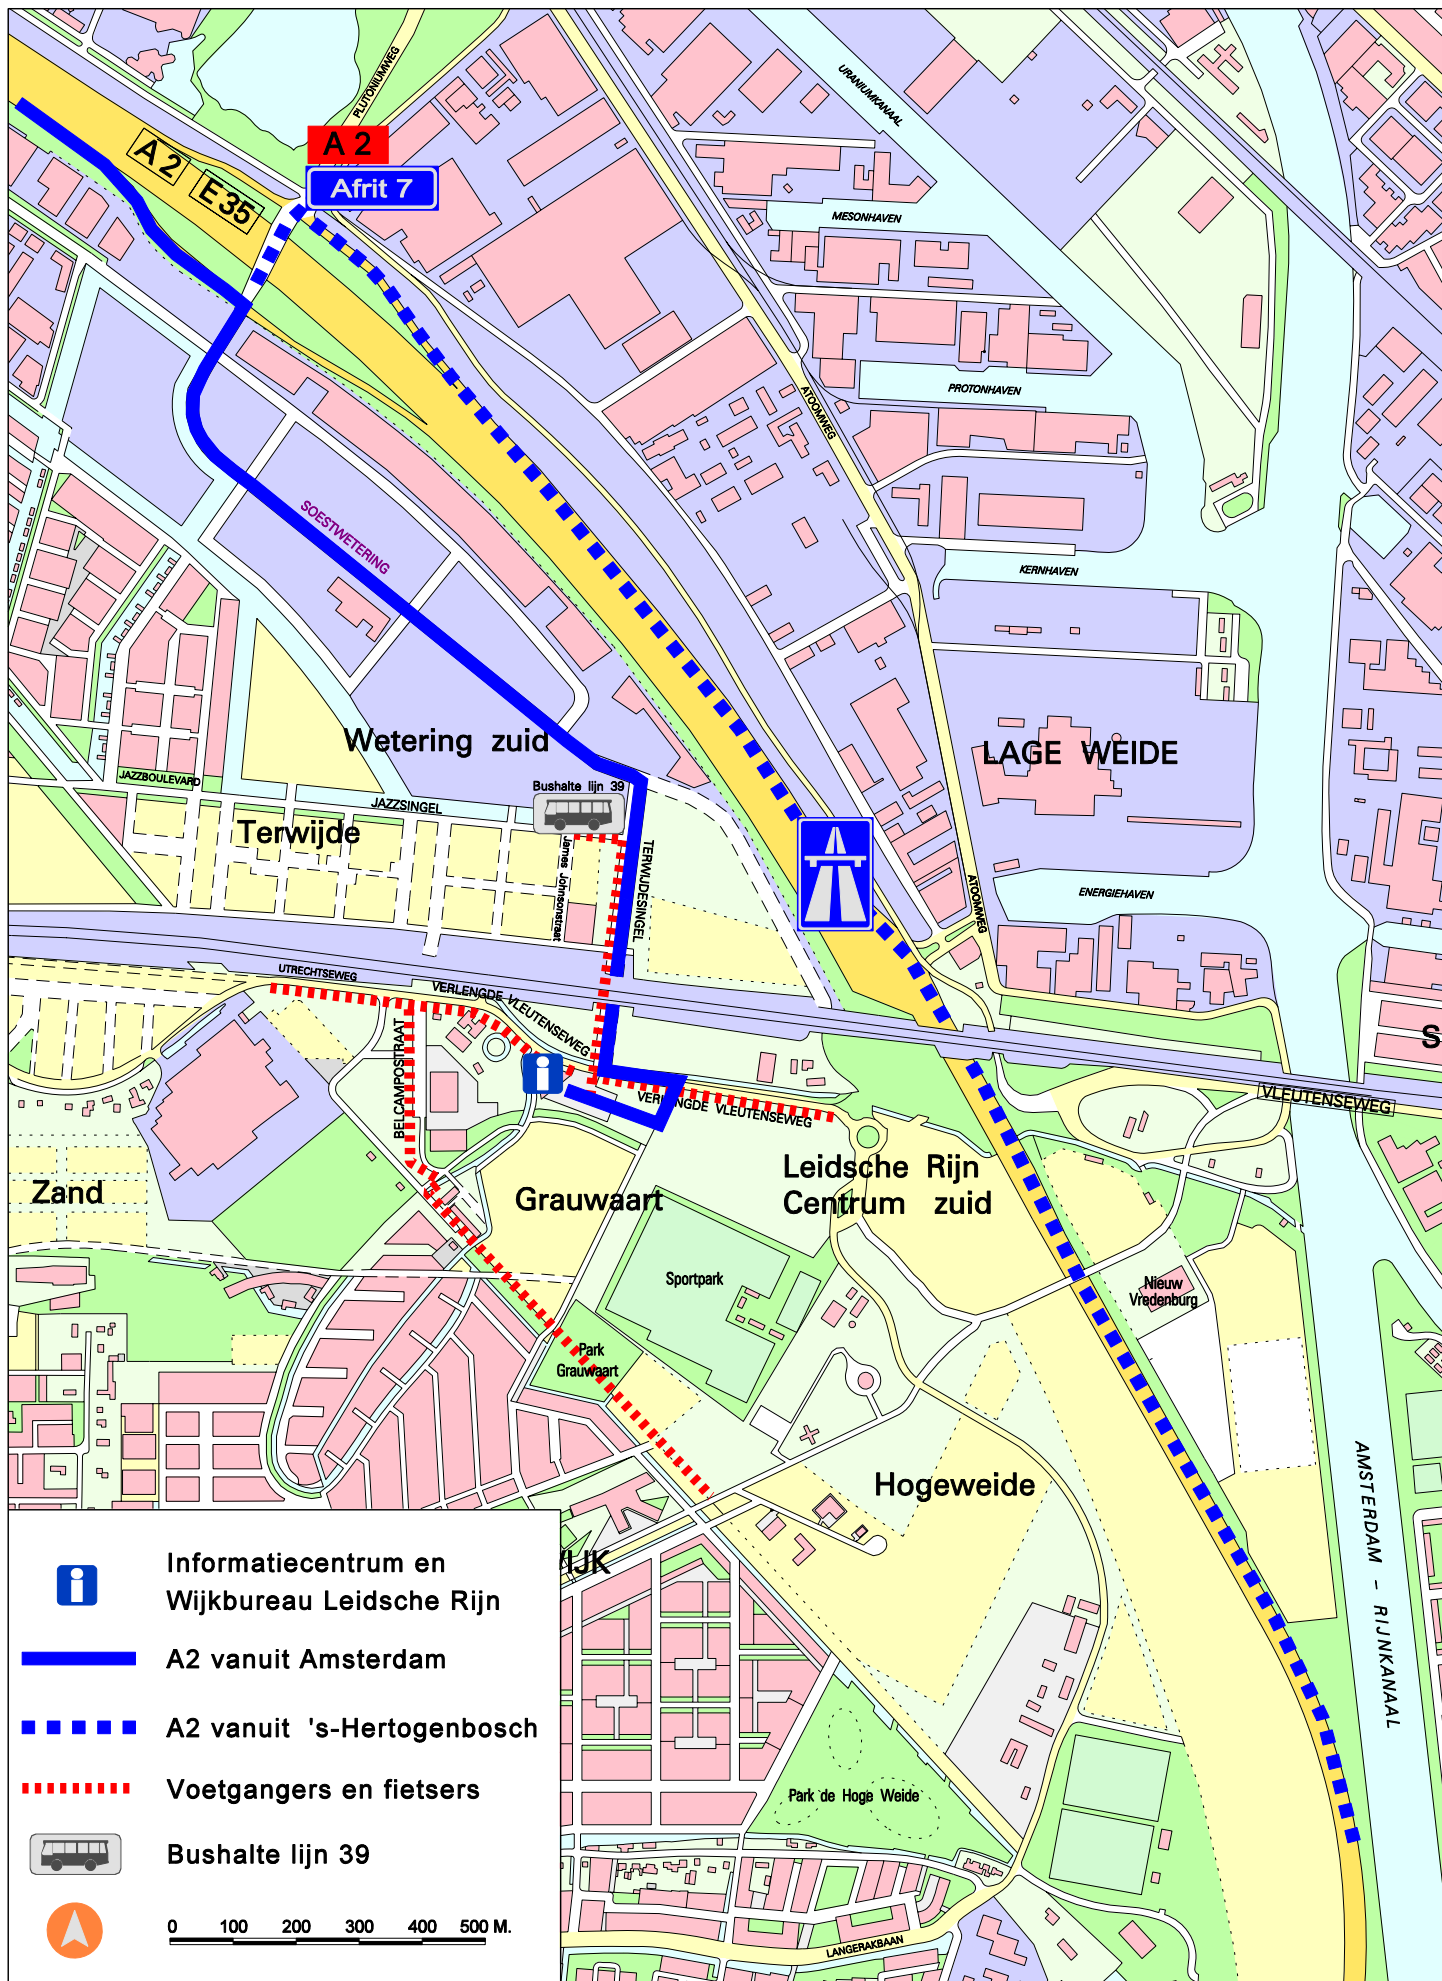 PLUTONIUMWEG
A 2
Afrit 7
A 2
E 35
URANIUMKANAAL
MESONHAVEN
PROTONHAVEN
ATOOMWEG
SOESTWETERING
KERNHAVEN
Wetering zuid
LAGE WEIDE
JAZZBOULEVARD
JAZZSINGEL
Bushalte lijn 39
Terwijde
James Johnsonstraat
TERWIJDESINGEL
ENERGIEHAVEN
ATOOMWEG
UTRECHTSEWEG
VERLENGDE VLEUTENSEWEG
BELCAMPOSTRAAT
S
VERLENGDE VLEUTENSEWEG
VLEUTENSEWEG
Zand
Grauwaart
Leidsche Rijn
Centrum zuid
Sportpark
Nieuw
Vredenburg
Park
Grauwaart
Hogeweide
AMSTERDAM – RIJNKANAAL
IJK
Park de Hoge Weide
LANGERAKBAAN
Informatiecentrum en
Wijkbureau Leidsche Rijn
A2 vanuit Amsterdam
A2 vanuit 's-Hertogenbosch
Voetgangers en fietsers
Bushalte lijn 39
0 100 200 300 400 500 M.